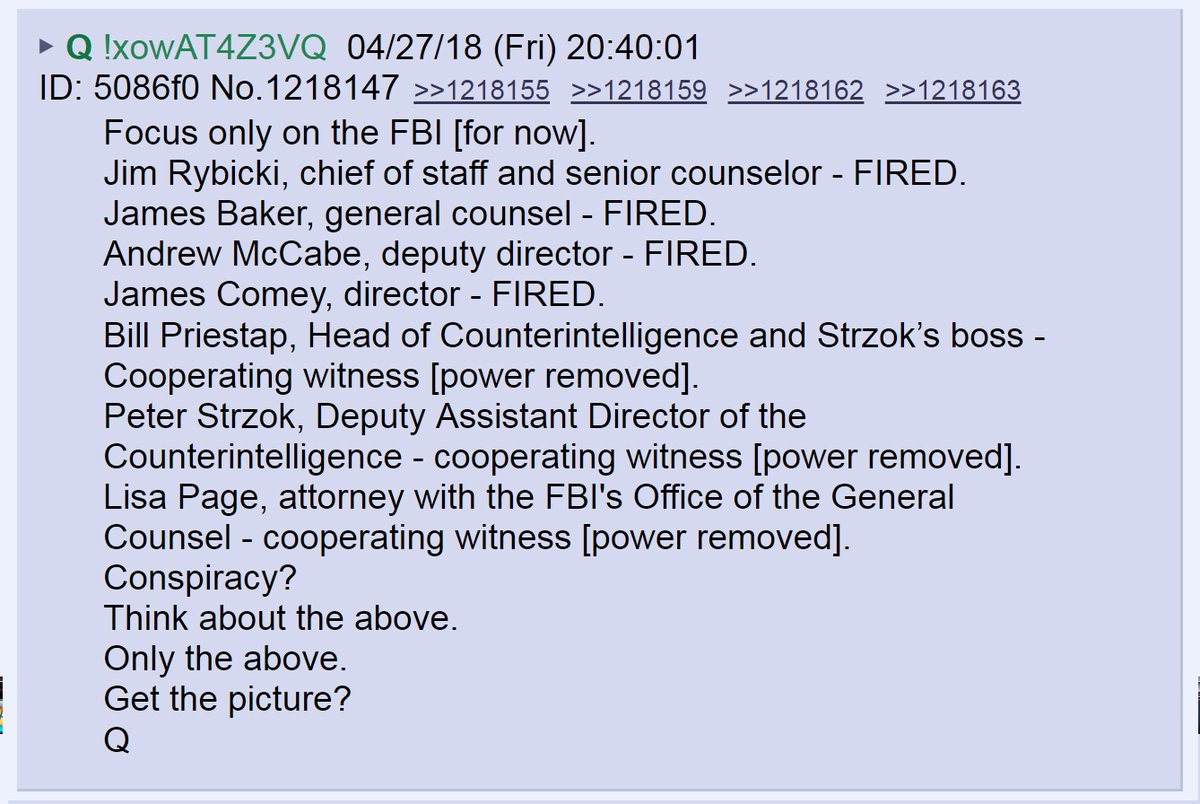 ▶ Q !xowAT4Z3VQ 04/27/18 (Fri) 20:40:01
ID: 5086f0 No.1218147 >>1218155 >>1218159 >>1218162 >>1218163
Focus only on the FBI [for now].
Jim Rybicki, chief of staff and senior counselor - FIRED.
James Baker, general counsel - FIRED.
Andrew McCabe, deputy director - FIRED.
James Comey, director - FIRED.
Bill Priestap, Head of Counterintelligence and Strzok’s boss -
Cooperating witness [power removed].
Peter Strzok, Deputy Assistant Director of the
Counterintelligence - cooperating witness [power removed].
Lisa Page, attorney with the FBI's Office of the General
Counsel - cooperating witness [power removed].
Conspiracy?
Think about the above.
Only the above.
Get the picture?
Q